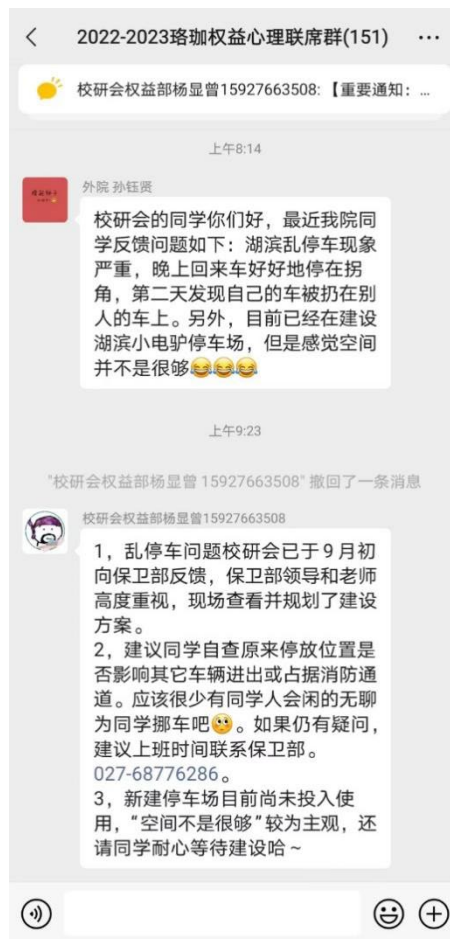 2022-2023珞珈权益心理联席群(151)
校研会权益部杨显曾15927663508:【重要通知：...
上午8:14
外院 孙钰贤
校研会的同学你们好，最近我院同
学反馈问题如下：湖滨乱停车现象
严重，晚上回来车好好地停在拐
角，第二天发现自己的车被扔在别
人的车上。另外，目前已经在建设
湖滨小电驴停车场，但是感觉空间
并不是很够😂😂😂
上午9:23
"校研会权益部杨显曾 15927663508" 撤回了一条消息
校研会权益部杨显曾15927663508
1，乱停车问题校研会已于9月初
向保卫部反馈，保卫部领导和老师
高度重视，现场查看并规划了建设
方案。
2，建议同学自查原来停放位置是
否影响其它车辆进出或占据消防通
道。应该很少有同学人会闲的无聊
为同学挪车吧🥺。如果仍有疑问，
建议上班时间联系保卫部。
027-68776286。
3，新建停车场目前尚未投入使
用，“空间不是很够”较为主观，还
请同学耐心等待建设哈～